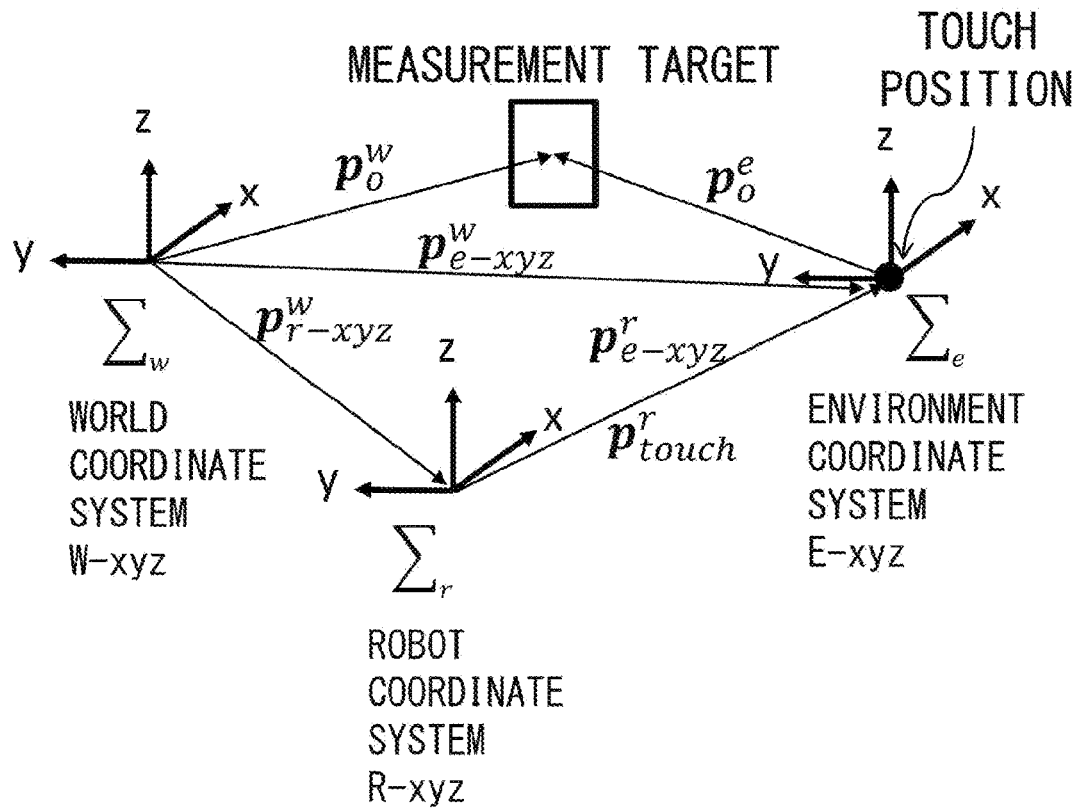 TOUCH
POSITION
MEASUREMENT TARGET
z
x
y
p_o^w
p_o^e
z
x
y
p_{e-xyz}^w
p_{r-xyz}^w
p_{e-xyz}^r
p_{touch}^r
Σ_w
Σ_e
z
x
y
WORLD
COORDINATE
SYSTEM
W-xyz
ENVIRONMENT
COORDINATE
SYSTEM
E-xyz
Σ_r
ROBOT
COORDINATE
SYSTEM
R-xyz